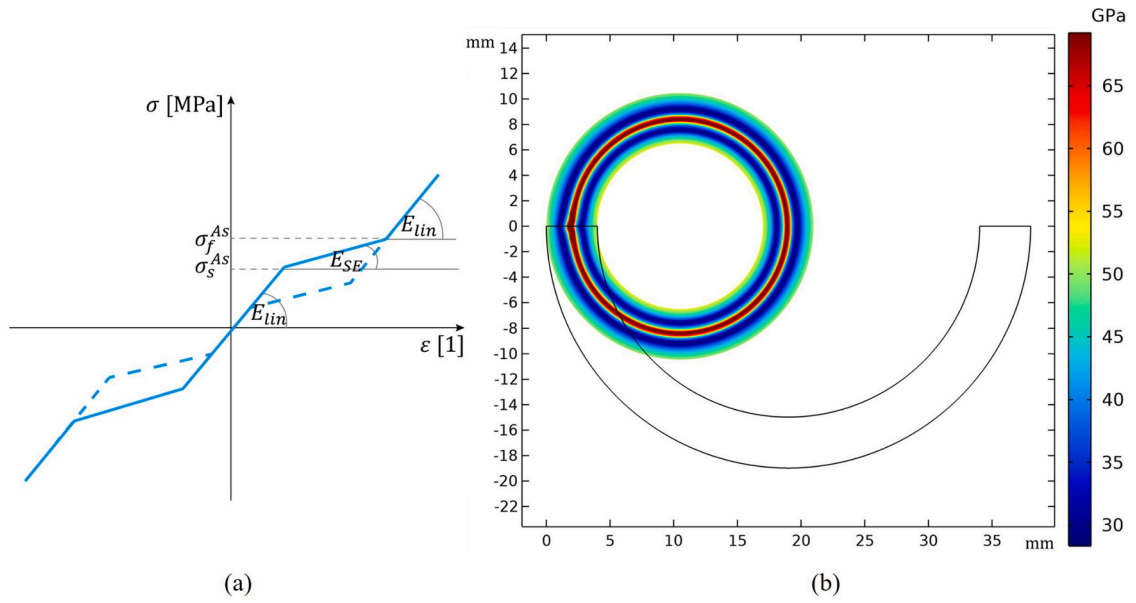 σ [MPa]
σ_f^As
σ_s^As
E_lin
E_SE
E_lin
ε [1]
(a)
mm
14
12
10
8
6
4
2
0
-2
-4
-6
-8
-10
-12
-14
-16
-18
-20
-22
0 5 10 15 20 25 30 35 mm
GPa
65
60
55
50
45
40
35
30
(b)